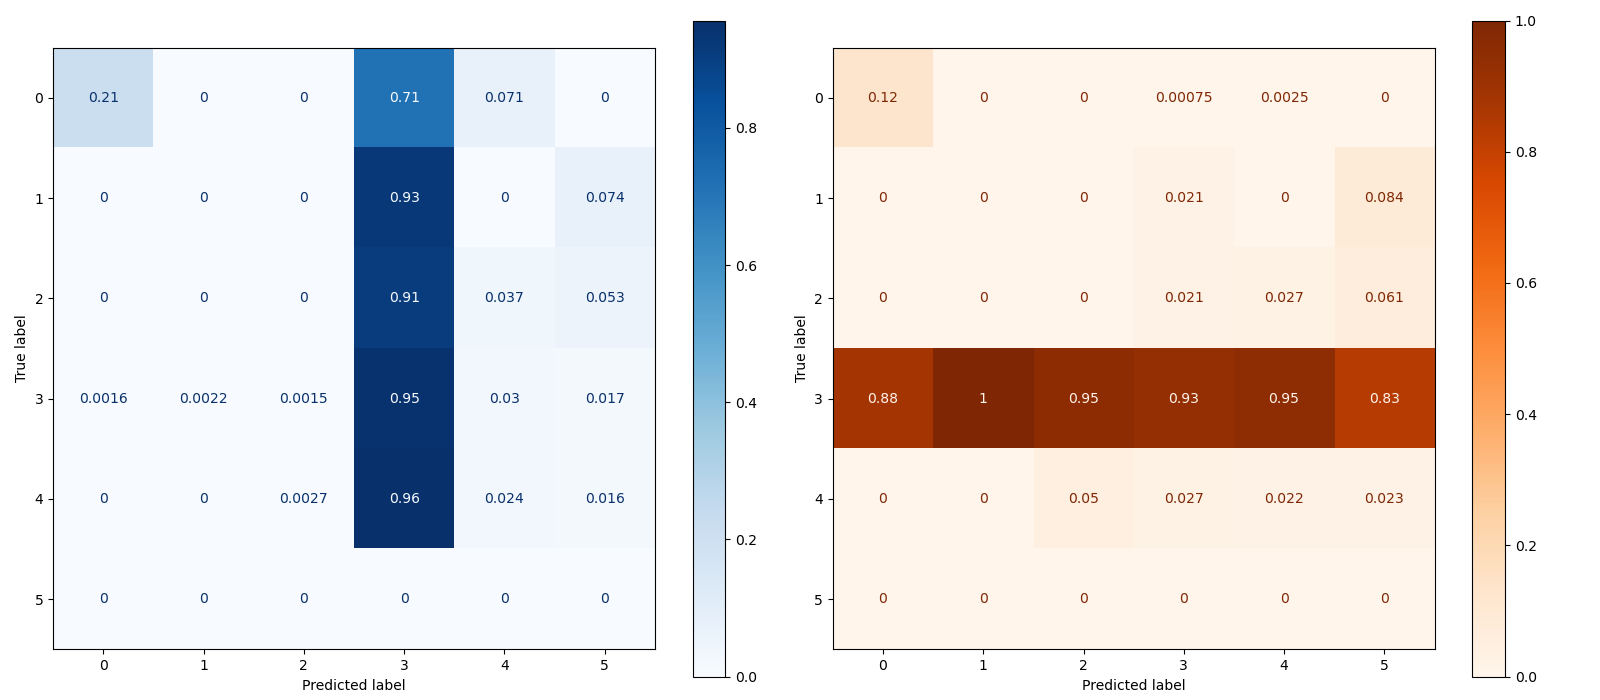 0 0.21 0 0 0.71 0.071 0
1 0 0 0 0.93 0 0.074
2 0 0 0 0.91 0.037 0.053
3 0.0016 0.0022 0.0015 0.95 0.03 0.017
4 0 0 0.0027 0.96 0.024 0.016
5 0 0 0 0 0 0
0 1 2 3 4 5
Predicted label
True label
0.8
0.6
0.4
0.2
0.0
0 0.12 0 0 0.00075 0.0025 0
1 0 0 0 0.021 0 0.084
2 0 0 0 0.021 0.027 0.061
3 0.88 1 0.95 0.93 0.95 0.83
4 0 0 0.05 0.027 0.022 0.023
5 0 0 0 0 0 0
0 1 2 3 4 5
Predicted label
True label
1.0
0.8
0.6
0.4
0.2
0.0